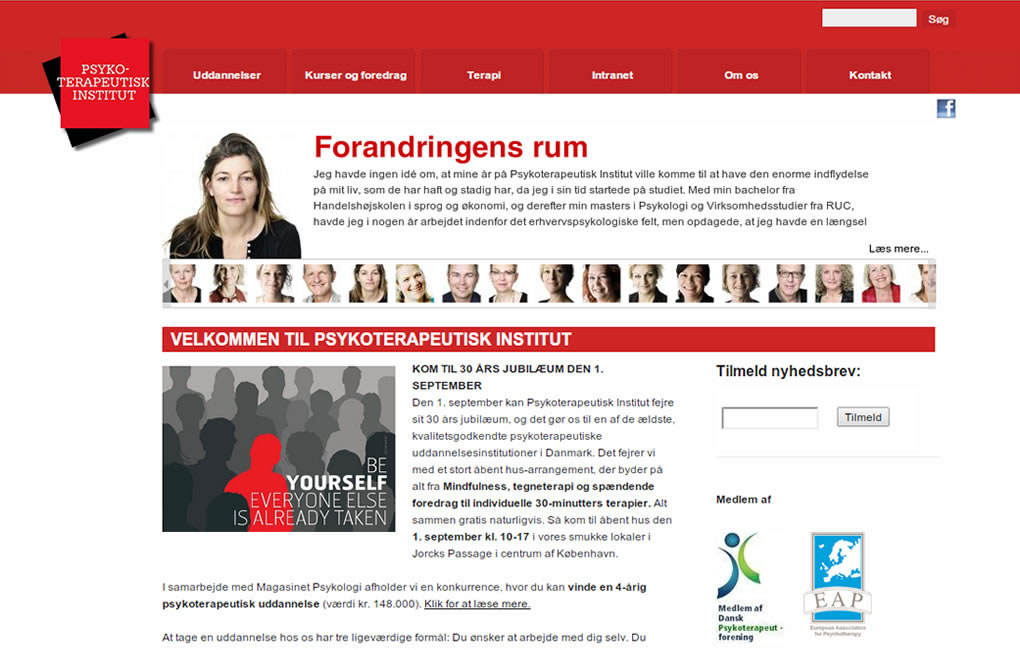 Søg
PSYKO-
TERAPEUTISK
INSTITUT
Uddannelser
Kurser og foredrag
Terapi
Intranet
Om os
Kontakt
f
Forandringens rum
Jeg havde ingen idé om, at mine år på Psykoterapeutisk Institut ville komme til at have den enorme indflydelse
på mit liv, som de har haft og stadig har, da jeg i sin tid startede på studiet. Med min bachelor fra
Handelshøjskolen i sprog og økonomi, og derefter min masters i Psykologi og Virksomhedsstudier fra RUC,
havde jeg i nogen år arbejdet indenfor det erhvervspsykologiske felt, men opdagede, at jeg havde en længsel
Læs mere...
VELKOMMEN TIL PSYKOTERAPEUTISK INSTITUT
BE
YOURSELF
EVERYONE ELSE
IS ALREADY TAKEN
KOM TIL 30 ÅRS JUBILÆUM DEN 1.
SEPTEMBER
Den 1. september kan Psykoterapeutisk Institut fejre
sit 30 års jubilæum, og det gør os til en af de ældste,
kvalitetsgodkendte psykoterapeutiske
uddannelsesinstitutioner i Danmark. Det fejrer vi
med et stort åbent hus-arrangement, der byder på
alt fra Mindfulness, tegneterapi og spændende
foredrag til individuelle 30-minutters terapier. Alt
sammen gratis naturligvis. Så kom til åbent hus den
1. september kl. 10-17 i vores smukke lokaler i
Jorcks Passage i centrum af København.
I samarbejde med Magasinet Psykologi afholder vi en konkurrence, hvor du kan vinde en 4-årig
psykoterapeutisk uddannelse (værdi kr. 148.000). Klik for at læse mere.
At tage en uddannelse hos os har tre ligeværdige formål: Du ønsker at arbejde med dig selv. Du
Tilmeld nyhedsbrev:
Tilmeld
Medlem af
Medlem af
Dansk
Psykoterapeut -
forening
EAP
European Association
for Psychotherapy